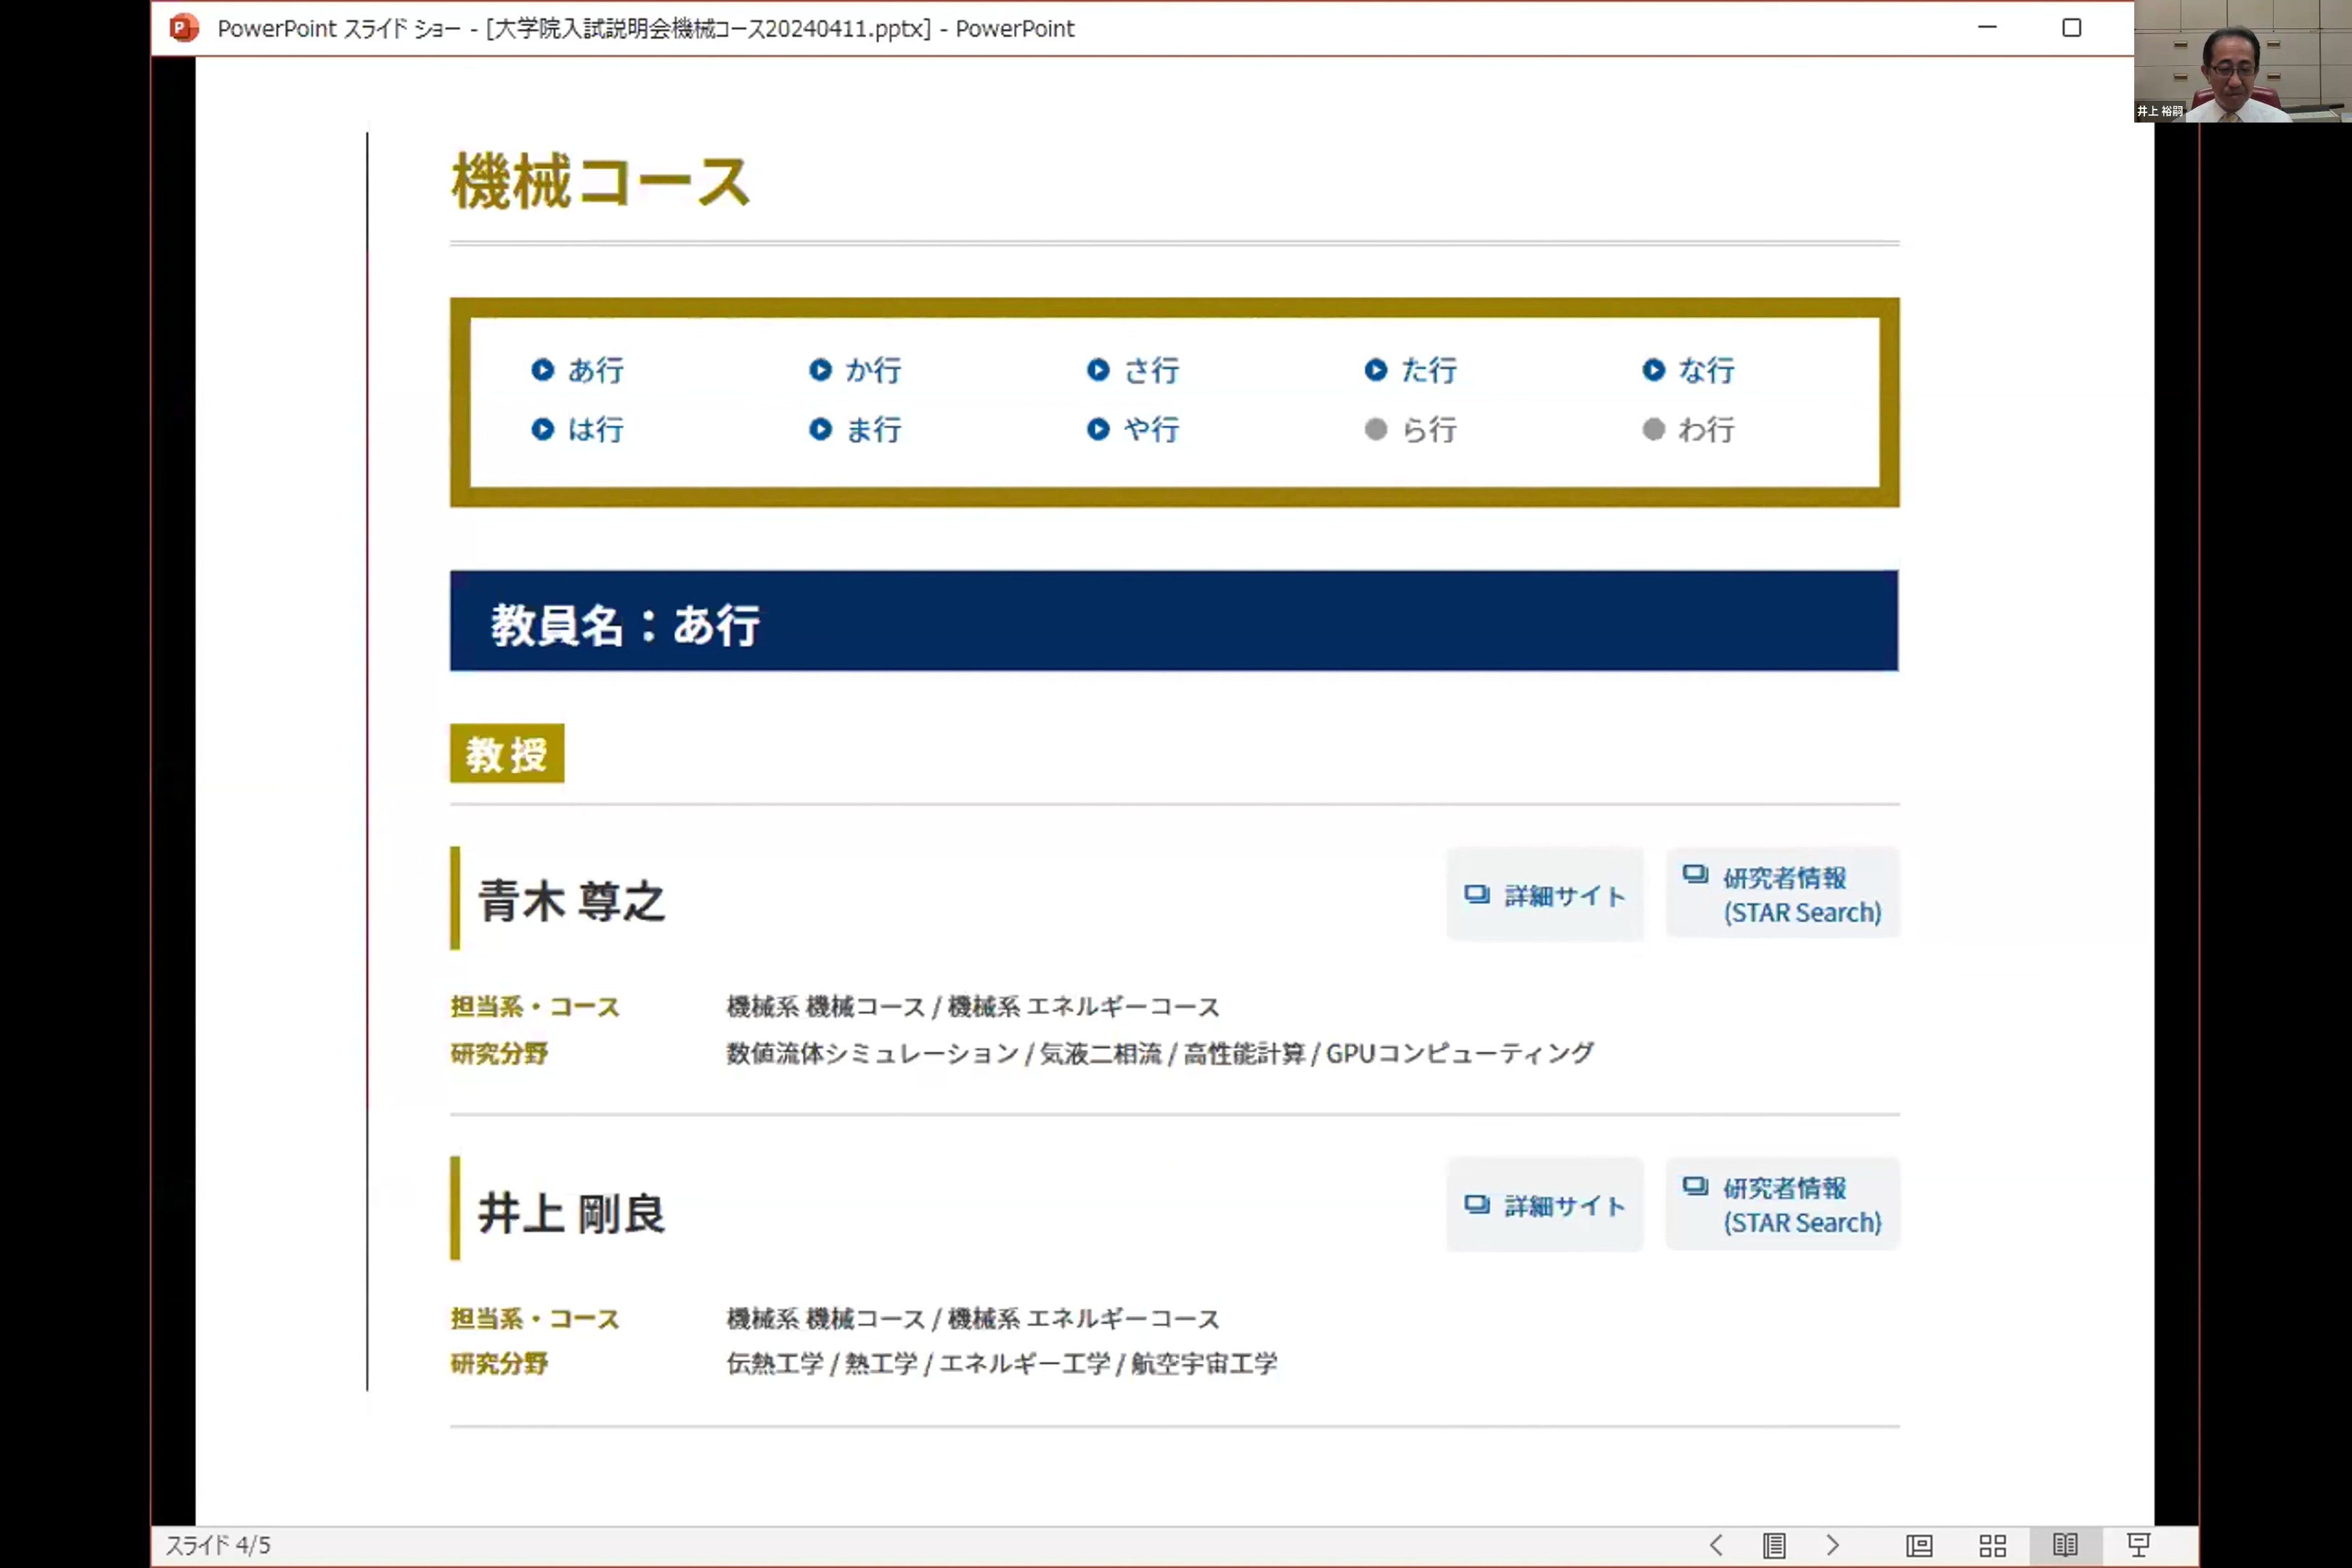 PowerPoint スライド ショー - [大学院入試説明会機械コース20240411.pptx] - PowerPoint
井上 裕嗣
機械コース
あ行 か行 さ行 た行 な行
は行 ま行 や行 ら行 わ行
教員名：あ行
教授
青木 尊之
詳細サイト
研究者情報
(STAR Search)
担当系・コース 機械系 機械コース / 機械系 エネルギーコース
研究分野 数値流体シミュレーション / 気液二相流 / 高性能計算 / GPUコンピューティング
井上 剛良
詳細サイト
研究者情報
(STAR Search)
担当系・コース 機械系 機械コース / 機械系 エネルギーコース
研究分野 伝熱工学 / 熱工学 / エネルギー工学 / 航空宇宙工学
スライド 4/5